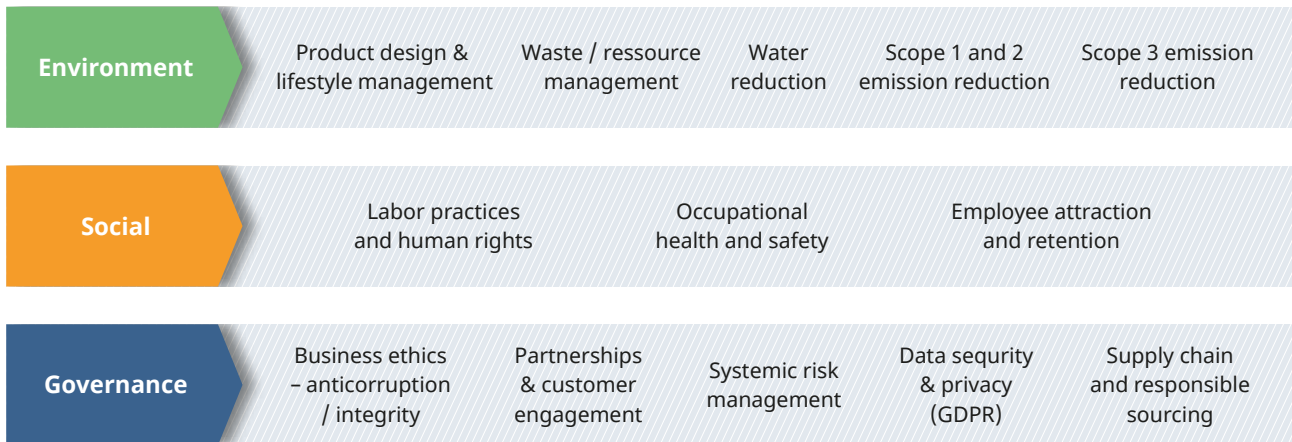 Environment
Product design &
lifestyle management
Waste / ressource
management
Water
reduction
Scope 1 and 2
emission reduction
Scope 3 emission
reduction
Social
Labor practices
and human rights
Occupational
health and safety
Employee attraction
and retention
Governance
Business ethics
– anticorruption
/ integrity
Partnerships
& customer
engagement
Systemic risk
management
Data sequrity
& privacy
(GDPR)
Supply chain
and responsible
sourcing